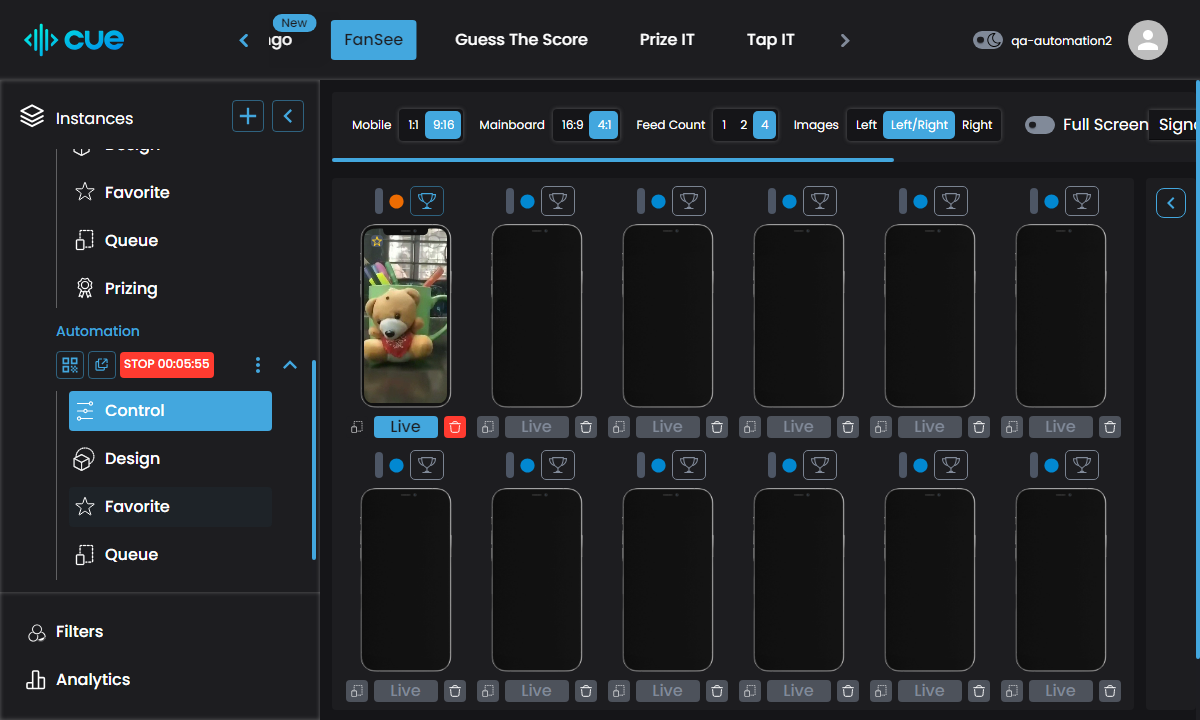 cue
New
FanSee
Guess The Score
Prize IT
Tap IT
qa-automation2
Instances
Design
Favorite
Queue
Prizing
Automation
STOP 00:05:55
Control
Design
Favorite
Queue
Filters
Analytics
Mobile 1:1 9:16 Mainboard 16:9 4:1 Feed Count 1 2 4 Images Left Left/Right Right Full Screen
Live Live Live Live Live Live
Live Live Live Live Live Live